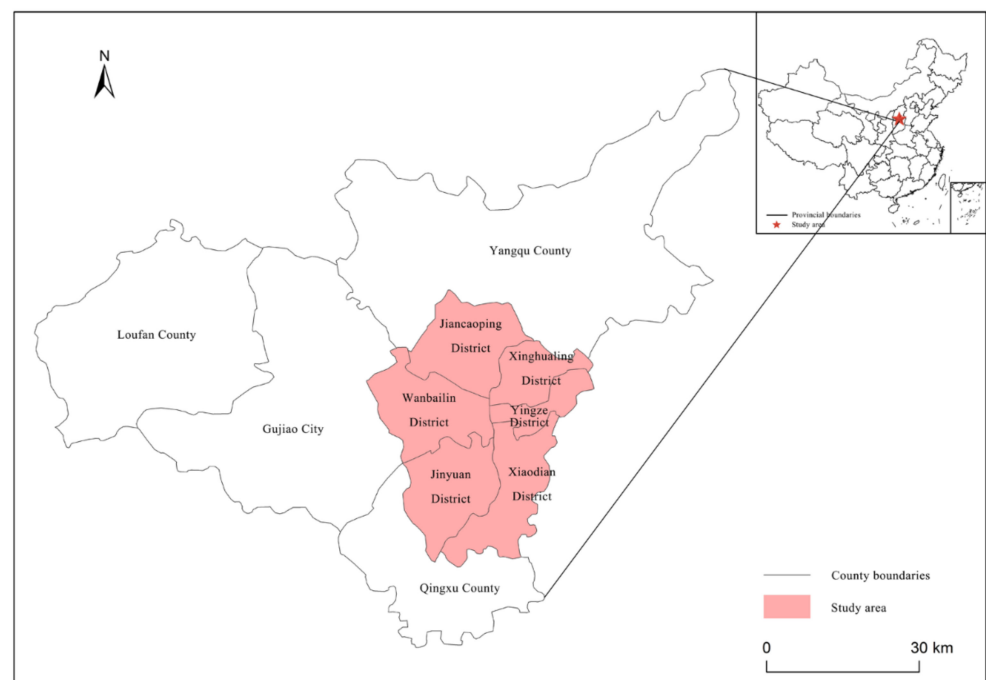 N
Provincial boundaries
Study area
Yangqu County
Jiancaoping
District
Loufan County
Xinghualing
District
Wanbailin
District
Yingze
District
Gujiao City
Jinyuan
District
Xiaodian
District
Qingxu County
County boundaries
Study area
0
30 km